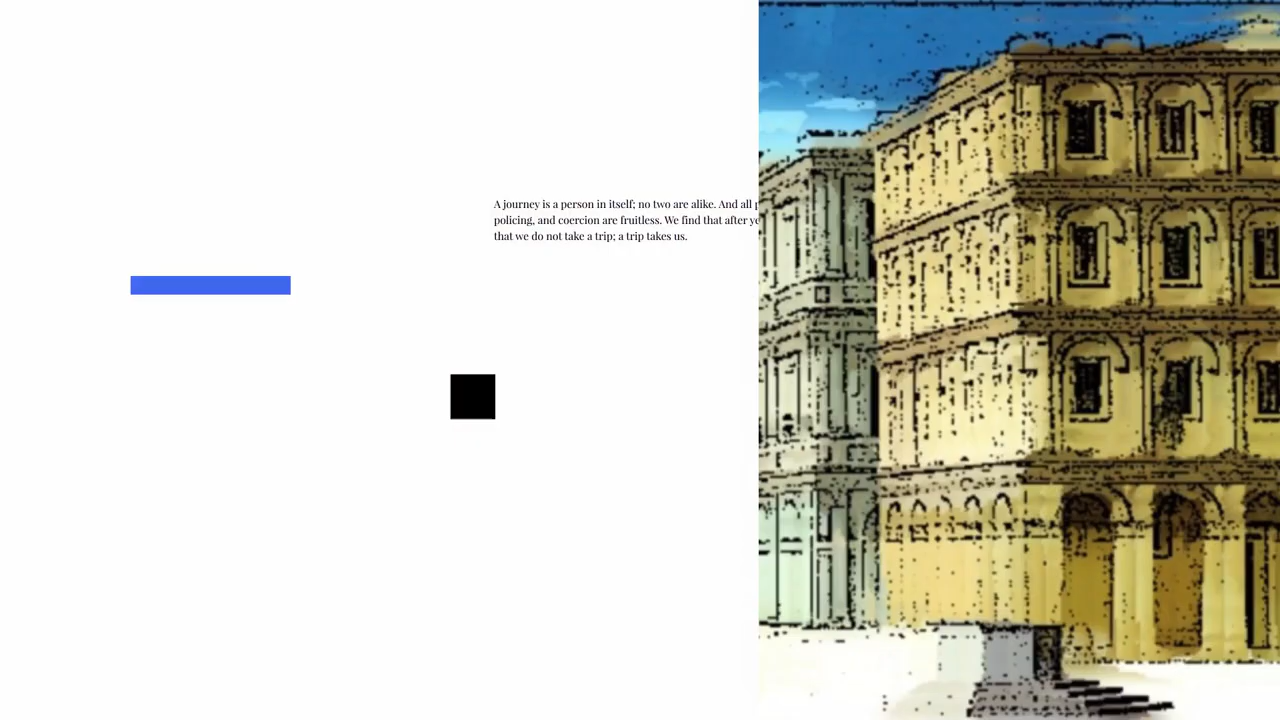 A journey is a person in itself; no two are alike. And all
policing, and coercion are fruitless. We find that after
that we do not take a trip; a trip takes us.